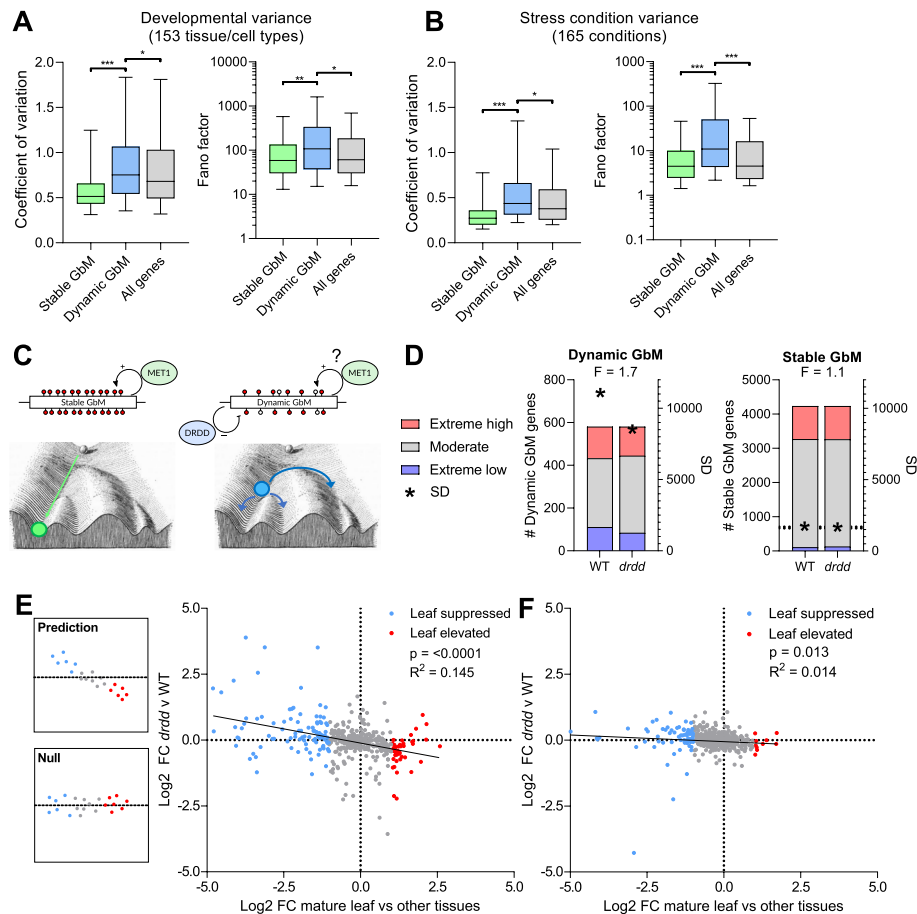 A
Developmental variance
(153 tissue/cell types)
Coefficient of variation
2.0
1.5
1.0
0.5
0.0
***
*
Stable GbM
Dynamic GbM
All genes
Fano factor
10000
1000
100
10
1
**
*
Stable GbM
Dynamic GbM
All genes
B
Stress condition variance
(165 conditions)
Coefficient of variation
2.0
1.5
1.0
0.5
0.0
***
*
Stable GbM
Dynamic GbM
All genes
Fano factor
1000
100
10
1
0.1
***
***
Stable GbM
Dynamic GbM
All genes
C
+
MET1
Stable GbM
?
+
MET1
Dynamic GbM
DRDD
–
D
Extreme high
Moderate
Extreme low
* SD
Dynamic GbM
F = 1.7
# Dynamic GbM genes
800
600
400
200
0
*
*
WT
drdd
10000
5000
0
SD
Stable GbM
F = 1.1
# Stable GbM genes
5000
4000
3000
2000
1000
0
*
*
WT
drdd
10000
5000
0
SD
E
Prediction
Null
Log2 FC drdd v WT
5.0
2.5
0.0
-2.5
-5.0
Leaf suppressed
Leaf elevated
p = <0.0001
R² = 0.145
-5.0 -2.5 0.0 2.5 5.0
Log2 FC mature leaf vs other tissues
F
Log2 FC drdd v WT
5.0
2.5
0.0
-2.5
-5.0
Leaf suppressed
Leaf elevated
p = 0.013
R² = 0.014
-5.0 -2.5 0.0 2.5 5.0
Log2 FC mature leaf vs other tissues